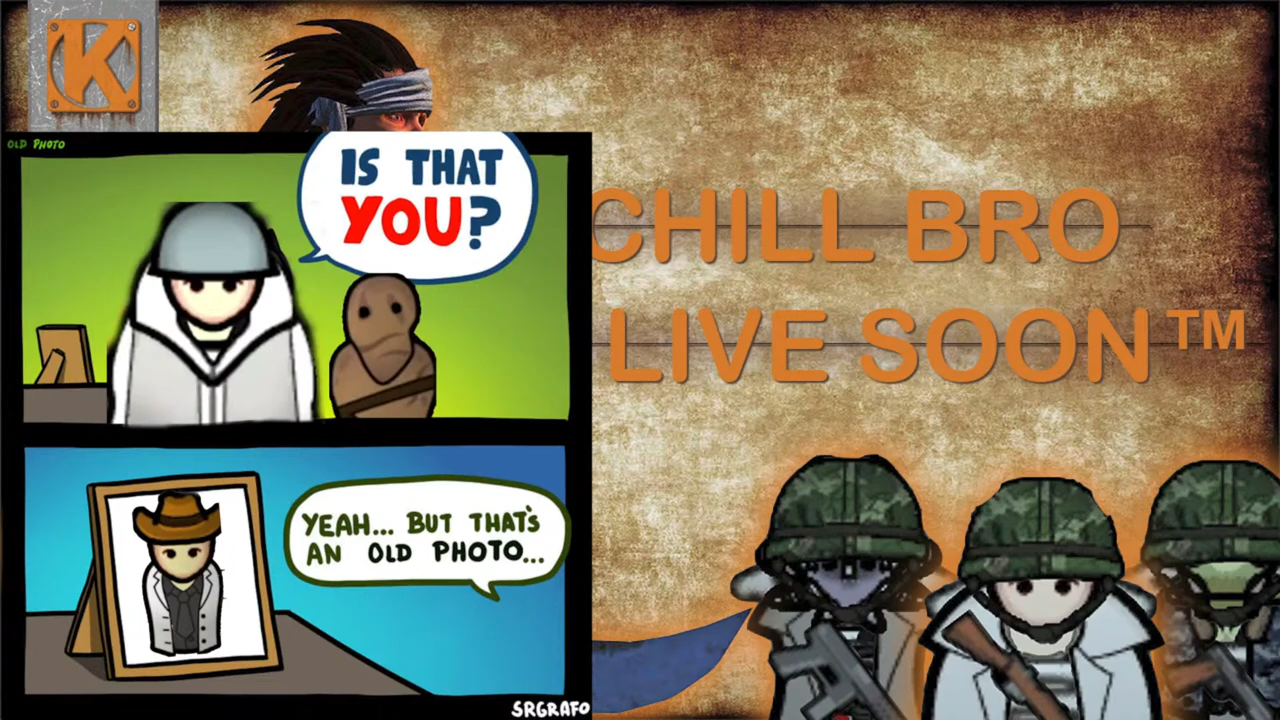 K
OLD PHOTO
IS THAT
YOU?
CHILL BRO
LIVE SOON™
YEAH... BUT THAT'S
AN OLD PHOTO...
SRGRAFO